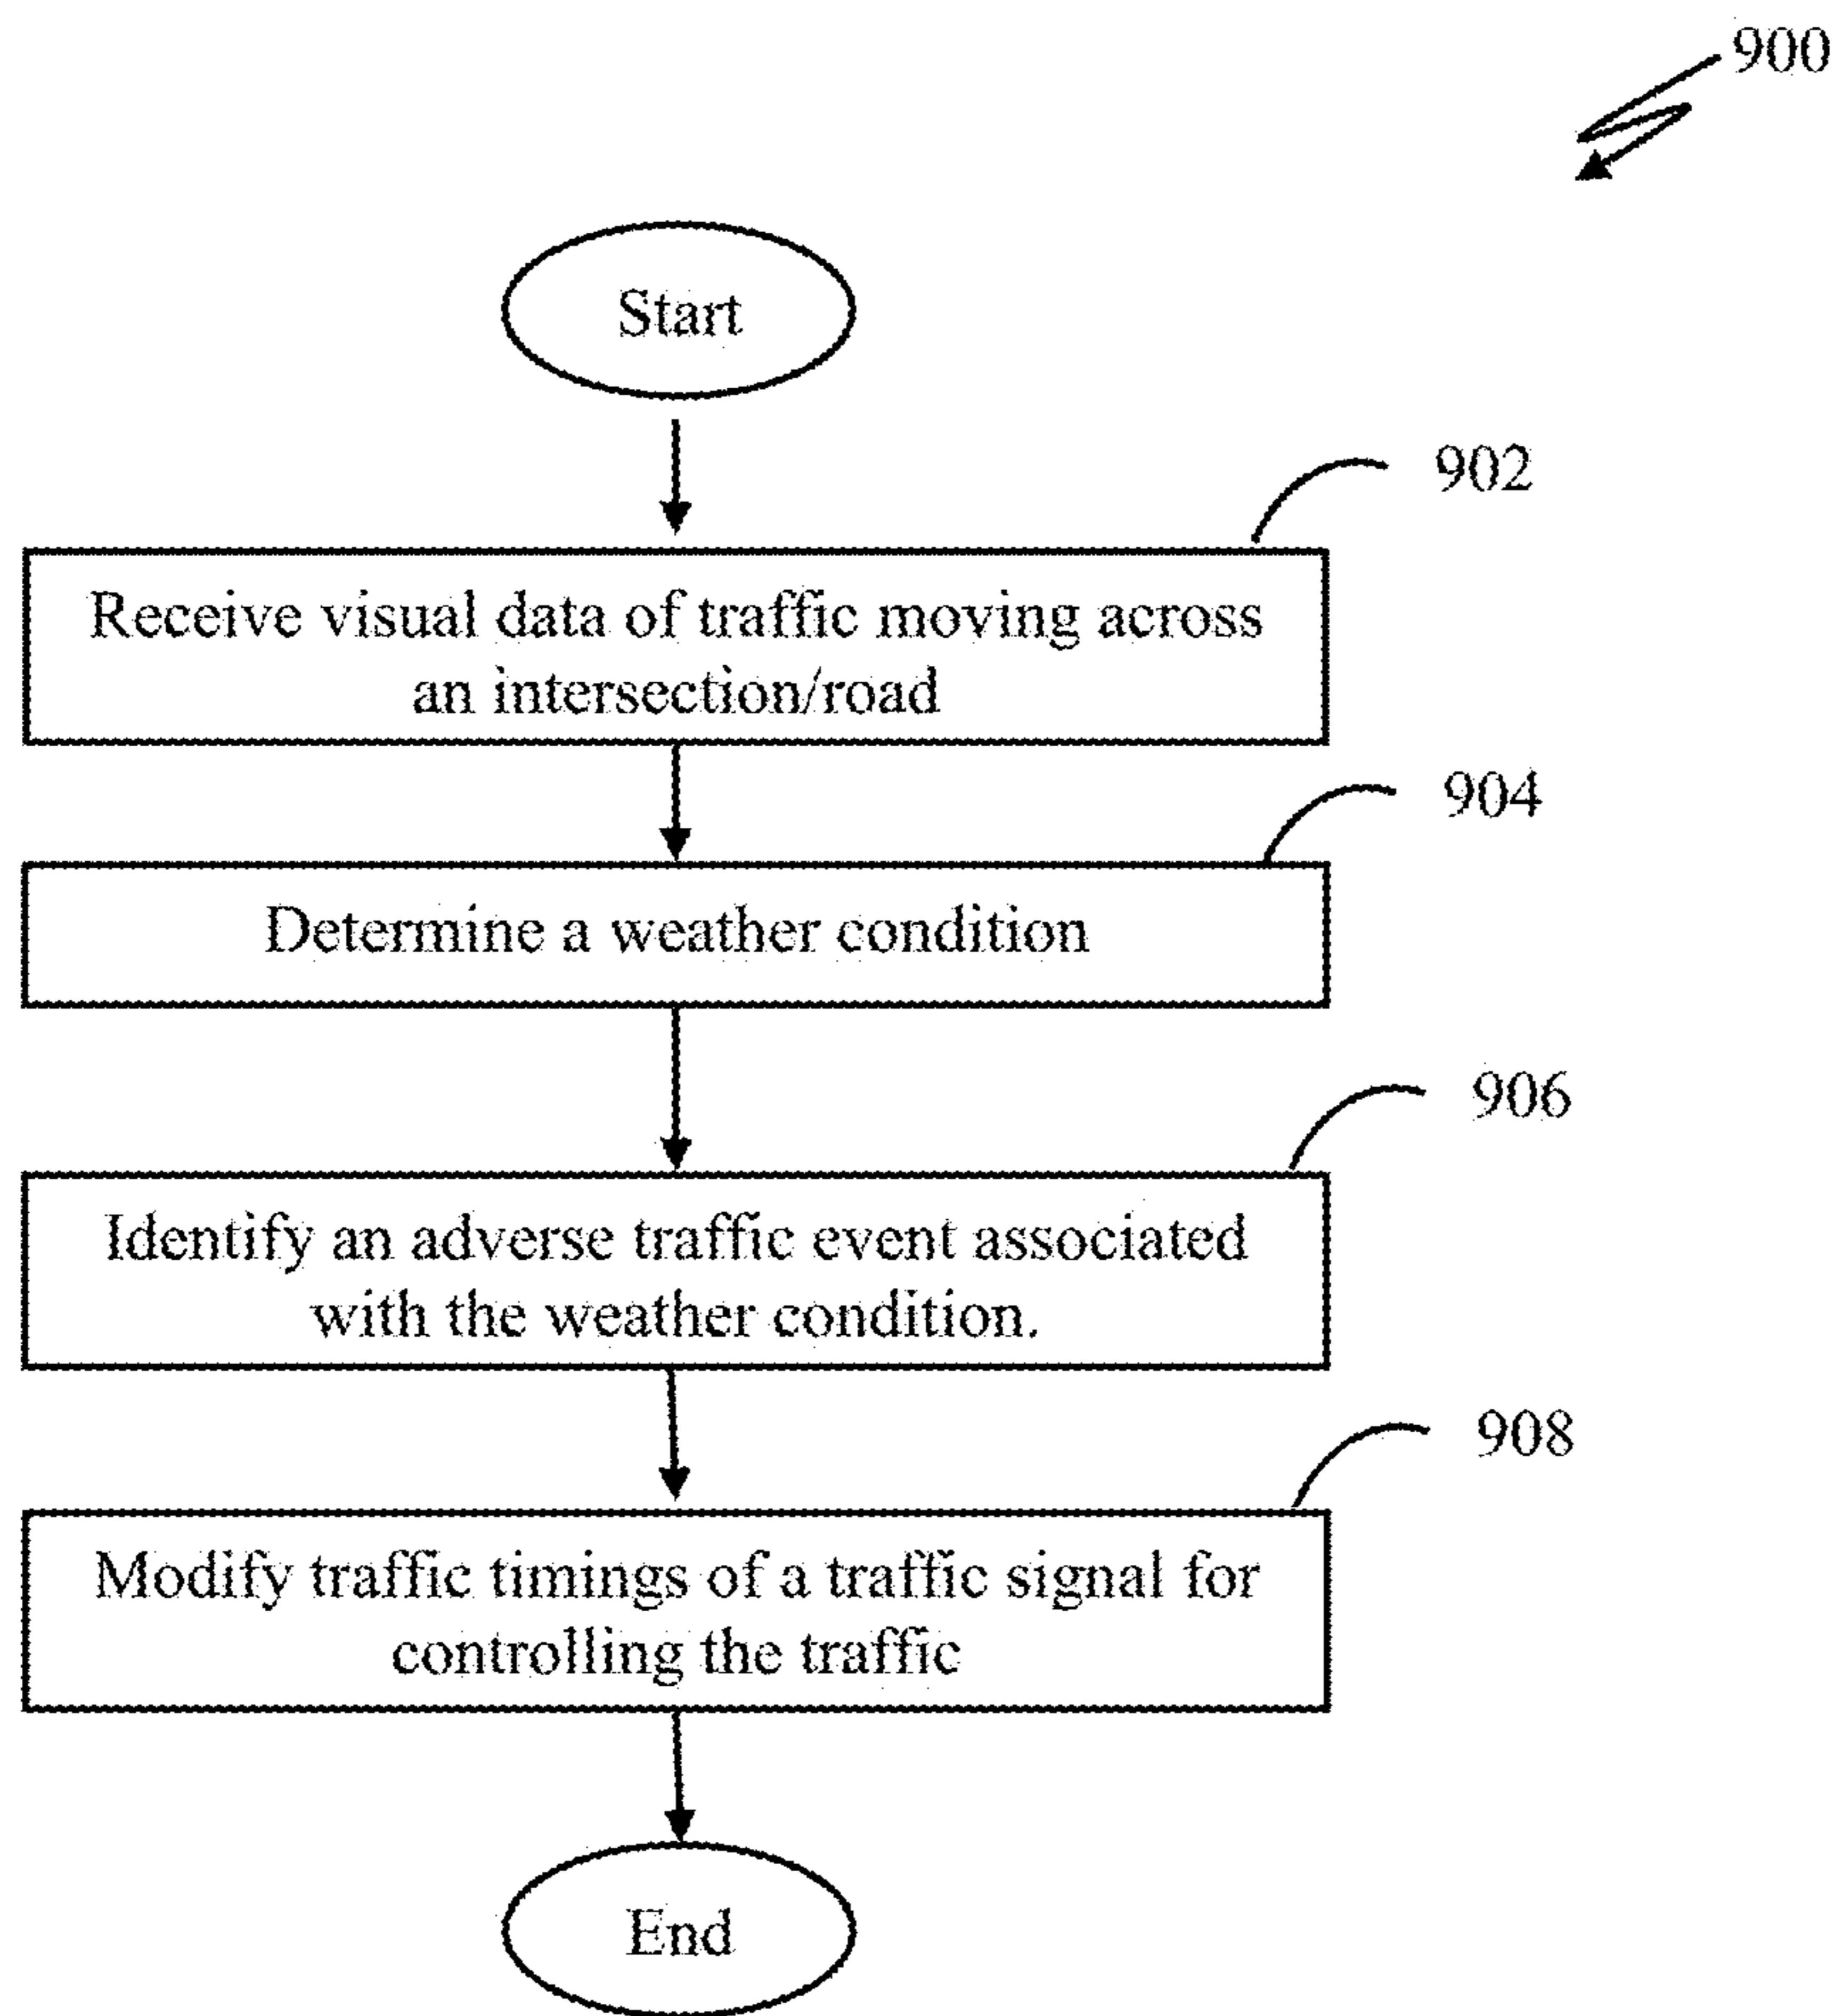 900
Start
902
Receive visual data of traffic moving across
an intersection/road
904
Determine a weather condition
906
Identify an adverse traffic event associated
with the weather condition.
908
Modify traffic timings of a traffic signal for
controlling the traffic
End